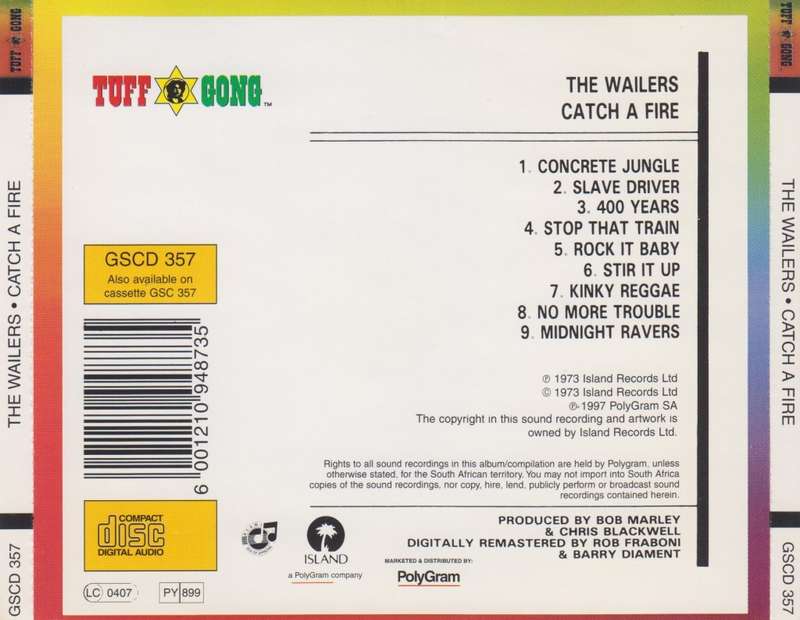 TUFF GONG
THE WAILERS • CATCH A FIRE
GSCD 357
TUFF GONG™
THE WAILERS
CATCH A FIRE
1. CONCRETE JUNGLE
2. SLAVE DRIVER
3. 400 YEARS
4. STOP THAT TRAIN
5. ROCK IT BABY
6. STIR IT UP
7. KINKY REGGAE
8. NO MORE TROUBLE
9. MIDNIGHT RAVERS
GSCD 357
Also available on
cassette GSC 357
6 001210 948735
℗ 1973 Island Records Ltd
© 1973 Island Records Ltd
℗ 1997 PolyGram SA
The copyright in this sound recording and artwork is
owned by Island Records Ltd.
Rights to all sound recordings in this album/compilation are held by Polygram, unless
otherwise stated, for the South African territory. You may not import into South Africa
copies of the sound recordings, nor copy, hire, lend, publicly perform or broadcast sound
recordings contained herein.
PRODUCED BY BOB MARLEY
& CHRIS BLACKWELL
DIGITALLY REMASTERED BY ROB FRABONI
& BARRY DIAMENT
COMPACT
disc
DIGITAL AUDIO
ISLAND
a PolyGram company
MARKETED & DISTRIBUTED BY:
PolyGram
LC 0407
PY 899
TUFF GONG
THE WAILERS • CATCH A FIRE
GSCD 357